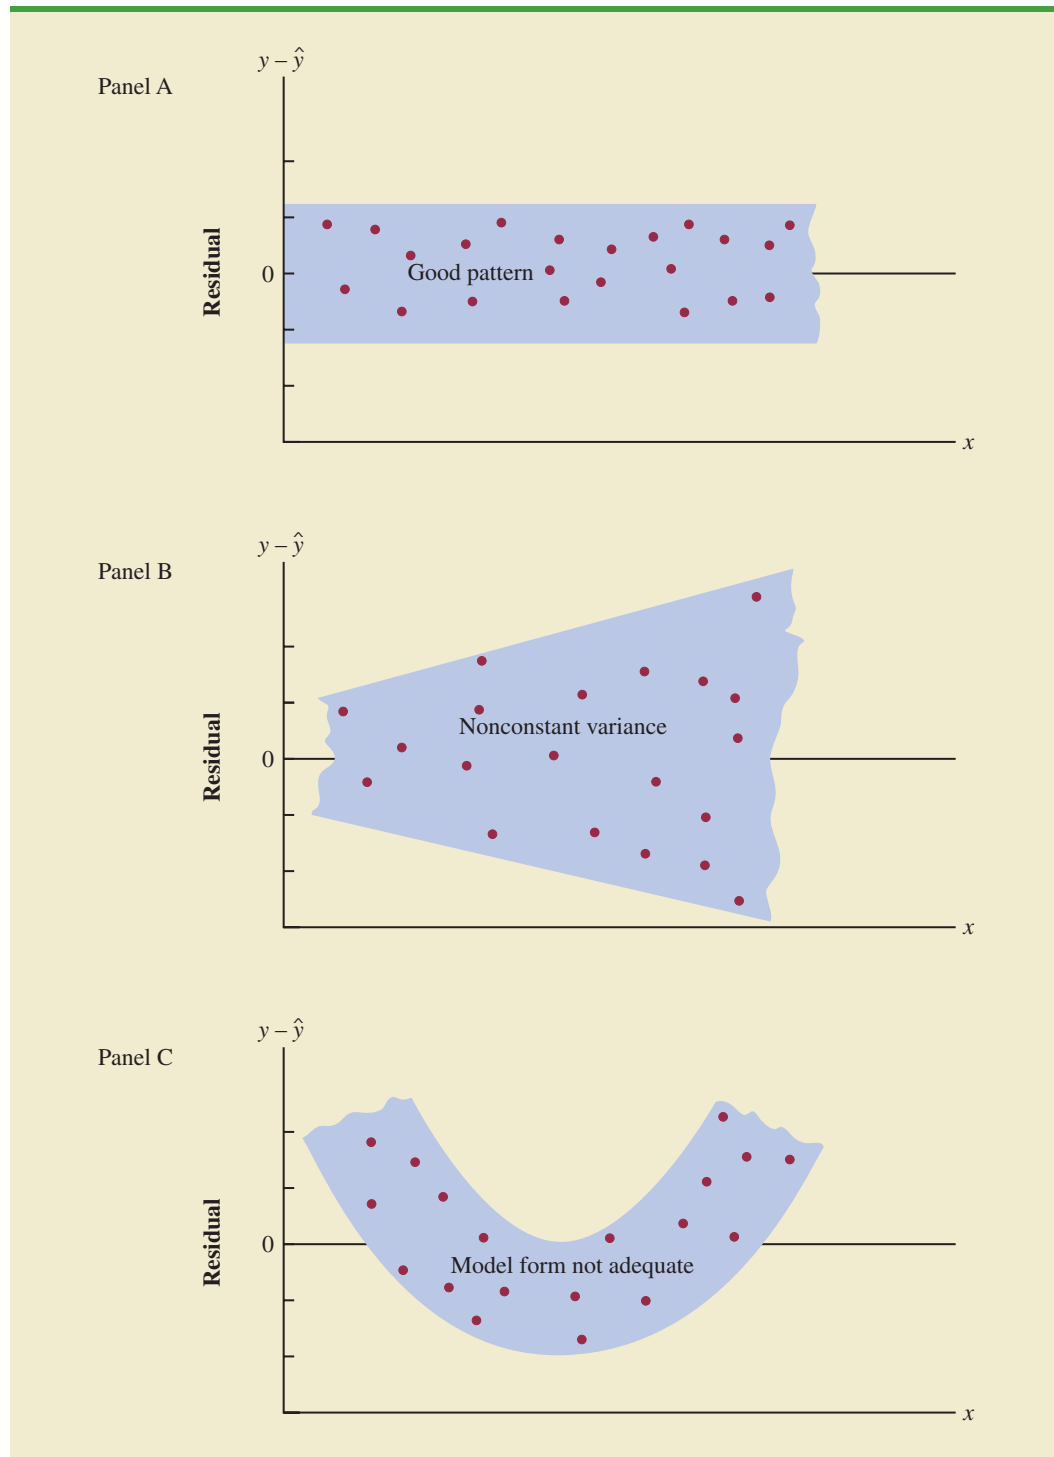 y – ŷ
Panel A
Residual
0
Good pattern
x
y – ŷ
Panel B
Residual
0
Nonconstant variance
x
y – ŷ
Panel C
Residual
0
Model form not adequate
x